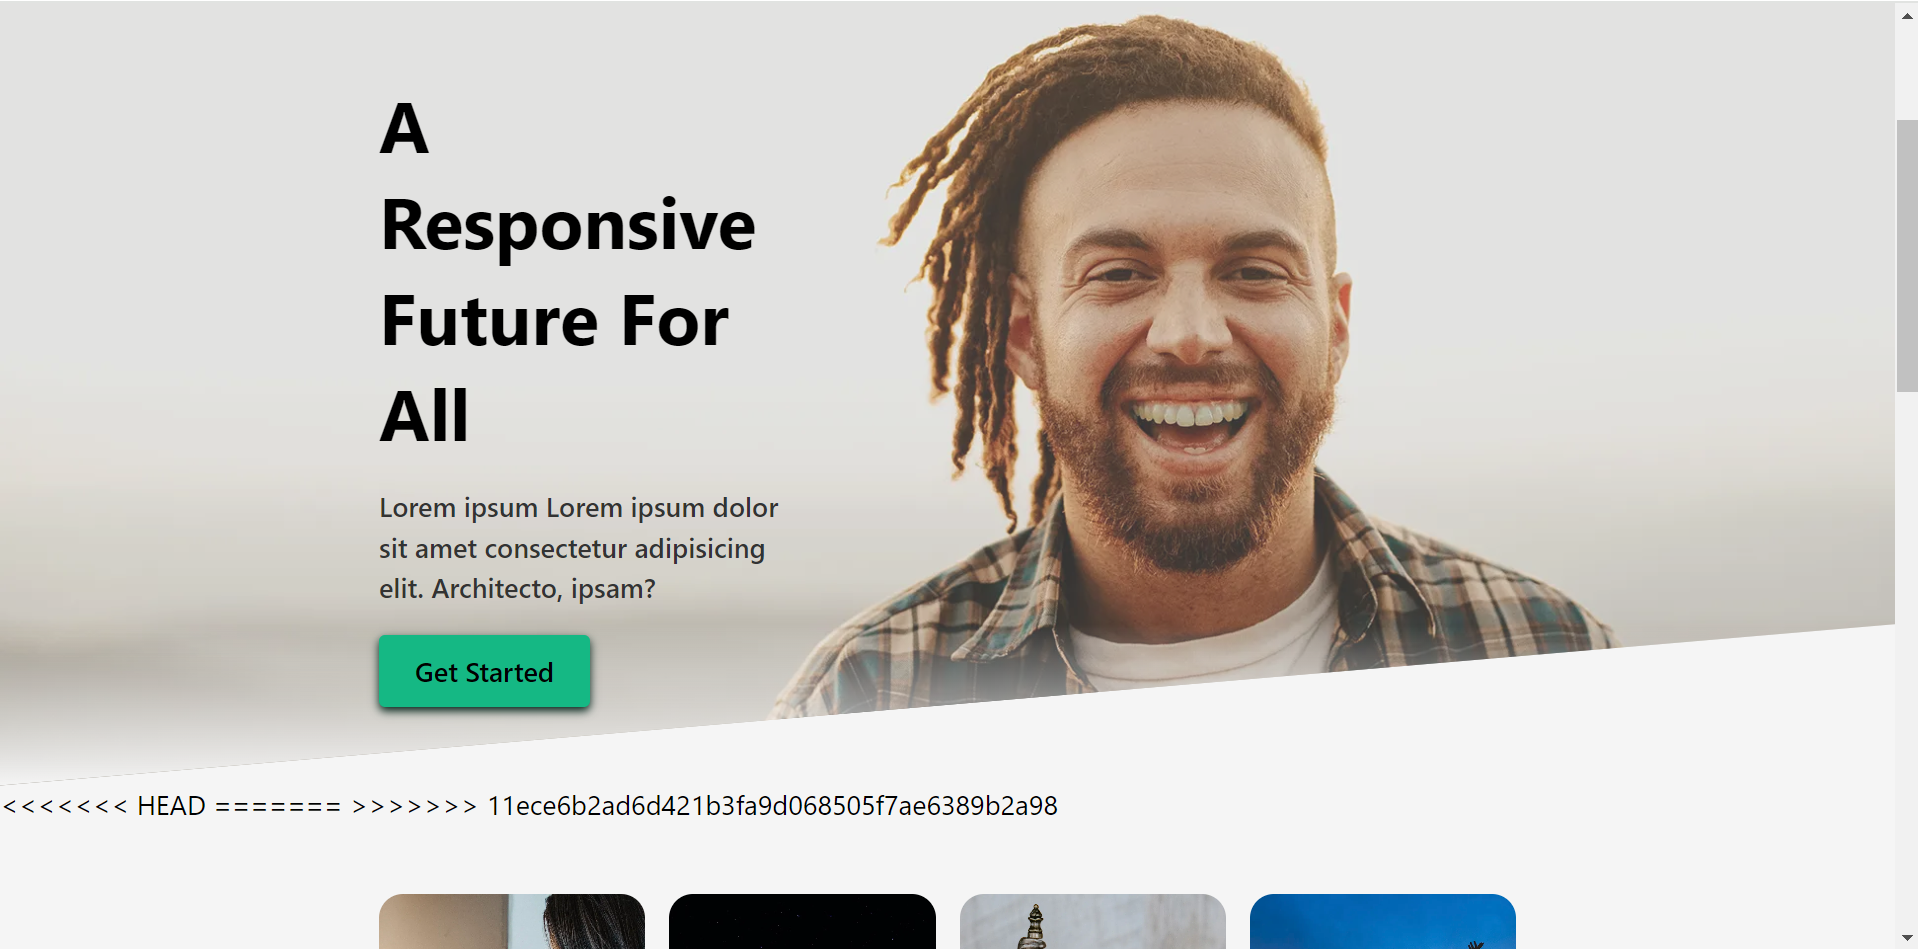 A
Responsive
Future For
All
Lorem ipsum Lorem ipsum dolor
sit amet consectetur adipisicing
elit. Architecto, ipsam?
Get Started
<<<<<<< HEAD ======= >>>>>>> 11ece6b2ad6d421b3fa9d068505f7ae6389b2a98